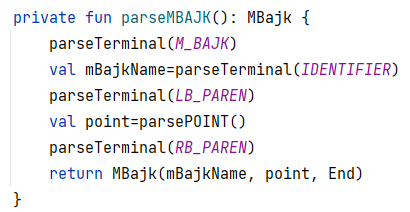 private fun parseMBAJK(): MBajk {
    parseTerminal(M_BAJK)
    val mBajkName=parseTerminal(IDENTIFIER)
    parseTerminal(LB_PAREN)
    val point=parsePOINT()
    parseTerminal(RB_PAREN)
    return MBajk(mBajkName, point, End)
}